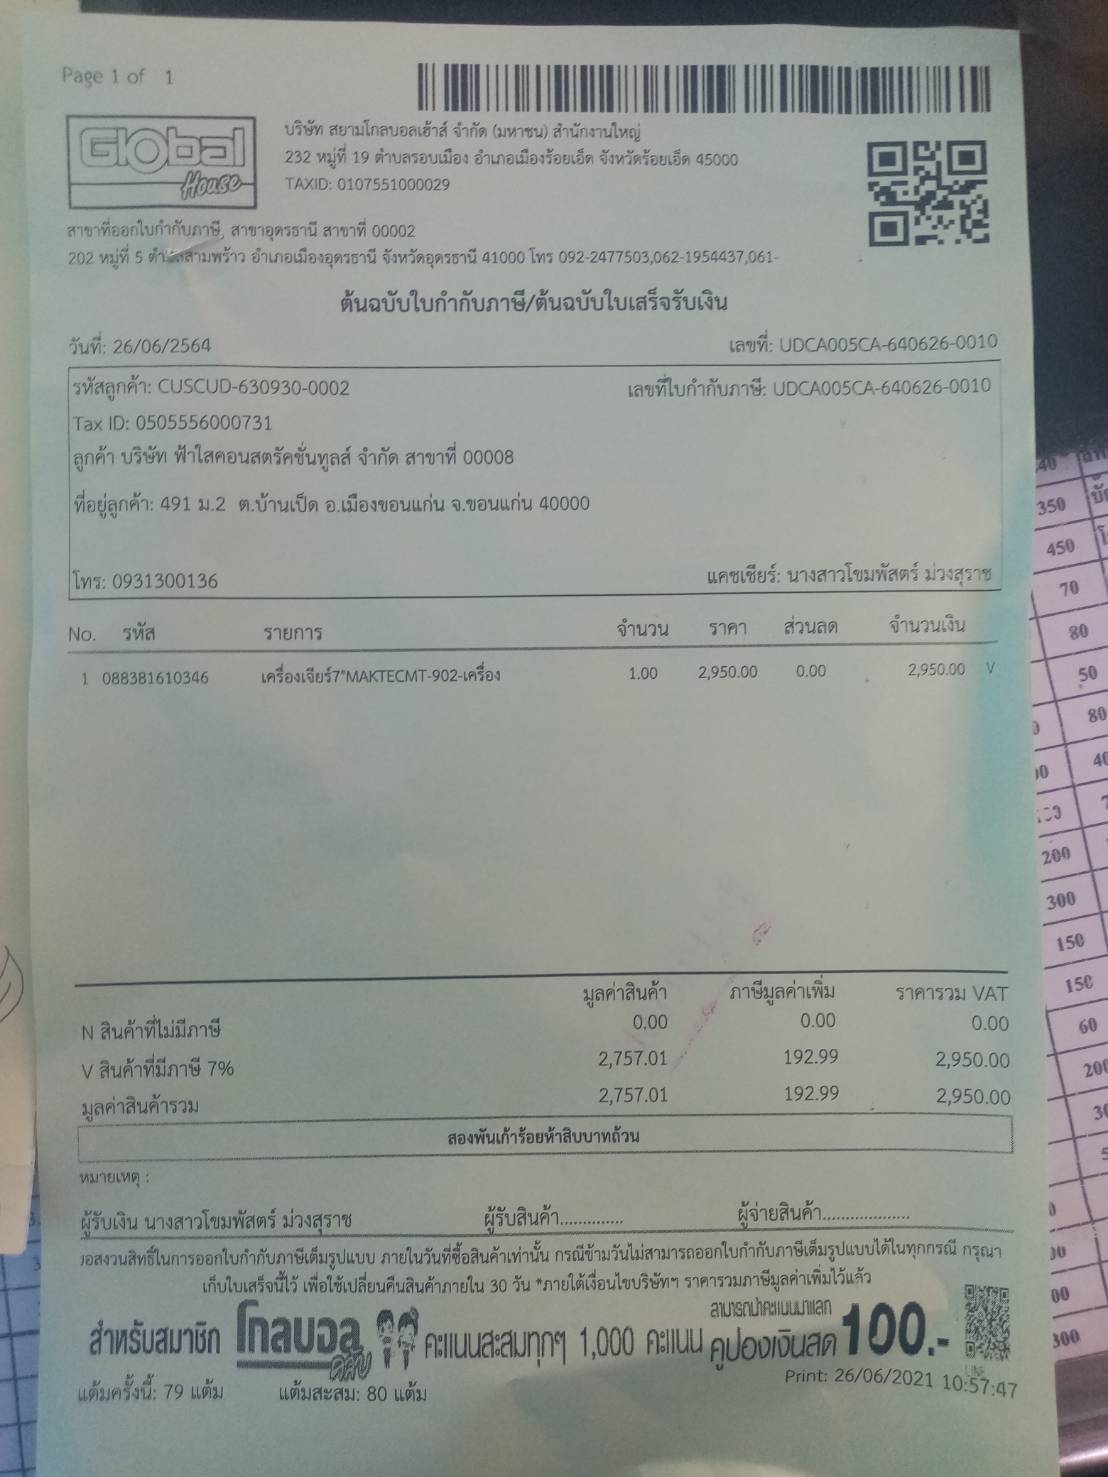 Page 1 of 1
Global House
บริษัท สยามโกลบอลเฮ้าส์ จำกัด (มหาชน) สำนักงานใหญ่
232 หมู่ที่ 19 ตำบลรอบเมือง อำเภอเมืองร้อยเอ็ด จังหวัดร้อยเอ็ด 45000
TAXID: 0107551000029
สาขาที่ออกใบกำกับภาษี, สาขาอุดรธานี สาขาที่ 00002
202 หมู่ที่ 5 ตำบลสามพร้าว อำเภอเมืองอุดรธานี จังหวัดอุดรธานี 41000 โทร 092-2477503,062-1954437,061-
ต้นฉบับใบกำกับภาษี/ต้นฉบับใบเสร็จรับเงิน
วันที่: 26/06/2564 เลขที่: UDCA005CA-640626-0010
รหัสลูกค้า: CUSCUD-630930-0002 เลขที่ใบกำกับภาษี: UDCA005CA-640626-0010
Tax ID: 0505556000731
ลูกค้า บริษัท ฟ้าใสคอนสตรัคชั่นทูลส์ จำกัด สาขาที่ 00008
ที่อยู่ลูกค้า: 491 ม.2 ต.บ้านเป็ด อ.เมืองขอนแก่น จ.ขอนแก่น 40000
โทร: 0931300136 แคชเชียร์: นางสาวโขมพัสตร์ ม่วงสุราช
No. รหัส รายการ จำนวน ราคา ส่วนลด จำนวนเงิน
1 088381610346 เครื่องเจียร์7"MAKTECMT-902-เครื่อง 1.00 2,950.00 0.00 2,950.00 V
มูลค่าสินค้า ภาษีมูลค่าเพิ่ม ราคารวม VAT
N สินค้าที่ไม่มีภาษี 0.00 0.00 0.00
V สินค้าที่มีภาษี 7% 2,757.01 192.99 2,950.00
มูลค่าสินค้ารวม 2,757.01 192.99 2,950.00
สองพันเก้าร้อยห้าสิบบาทถ้วน
หมายเหตุ :
ผู้รับเงิน นางสาวโขมพัสตร์ ม่วงสุราช ผู้รับสินค้า.............. ผู้จ่ายสินค้า...................
ขอสงวนสิทธิ์ในการออกใบกำกับภาษีเต็มรูปแบบ ภายในวันที่ซื้อสินค้าเท่านั้น กรณีข้ามวันไม่สามารถออกใบกำกับภาษีเต็มรูปแบบได้ในทุกกรณี กรุณา
เก็บใบเสร็จนี้ไว้ เพื่อใช้เปลี่ยนคืนสินค้าภายใน 30 วัน *ภายใต้เงื่อนไขบริษัทฯ ราคารวมภาษีมูลค่าเพิ่มไว้แล้ว
สำหรับสมาชิก โกลบอล คลับ คะแนนสะสมทุกๆ 1,000 คะแนน สามารถนำคะแนนมาแลก คูปองเงินสด 100.-
LINE
แต้มครั้งนี้: 79 แต้ม แต้มสะสม: 80 แต้ม Print: 26/06/2021 10:57:47
350
450
70
80
50
80
200
300
150
150
60
200
300